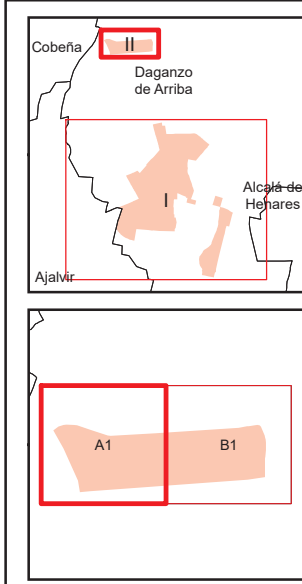 Cobeña
II
Daganzo
de Arriba
I
Alcalá de
Henares
Ajalvir
A1
B1